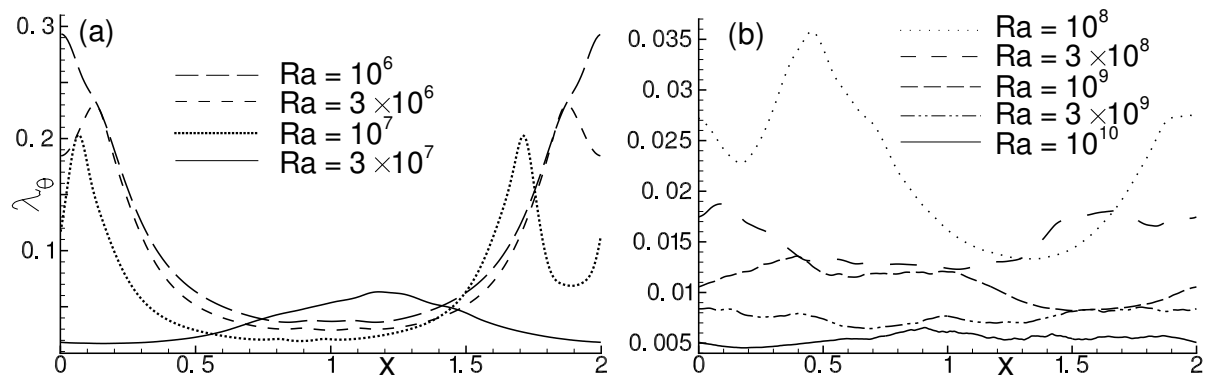 (a)
0.3
0.2
0.1
λ_θ
Ra = 10^6
Ra = 3 ×10^6
Ra = 10^7
Ra = 3 ×10^7
0 0.5 1 X 1.5 2
(b)
0.035
0.03
0.025
0.02
0.015
0.01
0.005
Ra = 10^8
Ra = 3 ×10^8
Ra = 10^9
Ra = 3 ×10^9
Ra = 10^10
0 0.5 1 X 1.5 2